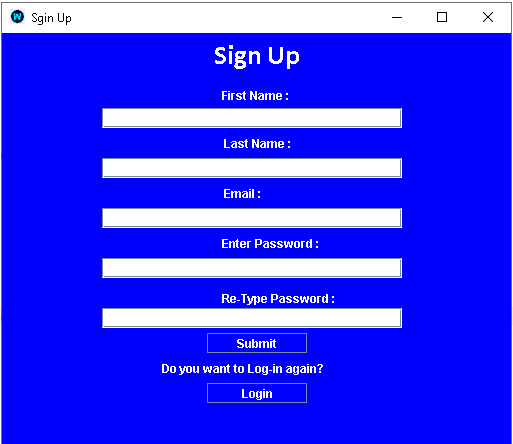 Sgin Up
Sign Up
First Name :
Last Name :
Email :
Enter Password :
Re-Type Password :
Submit
Do you want to Log-in again?
Login